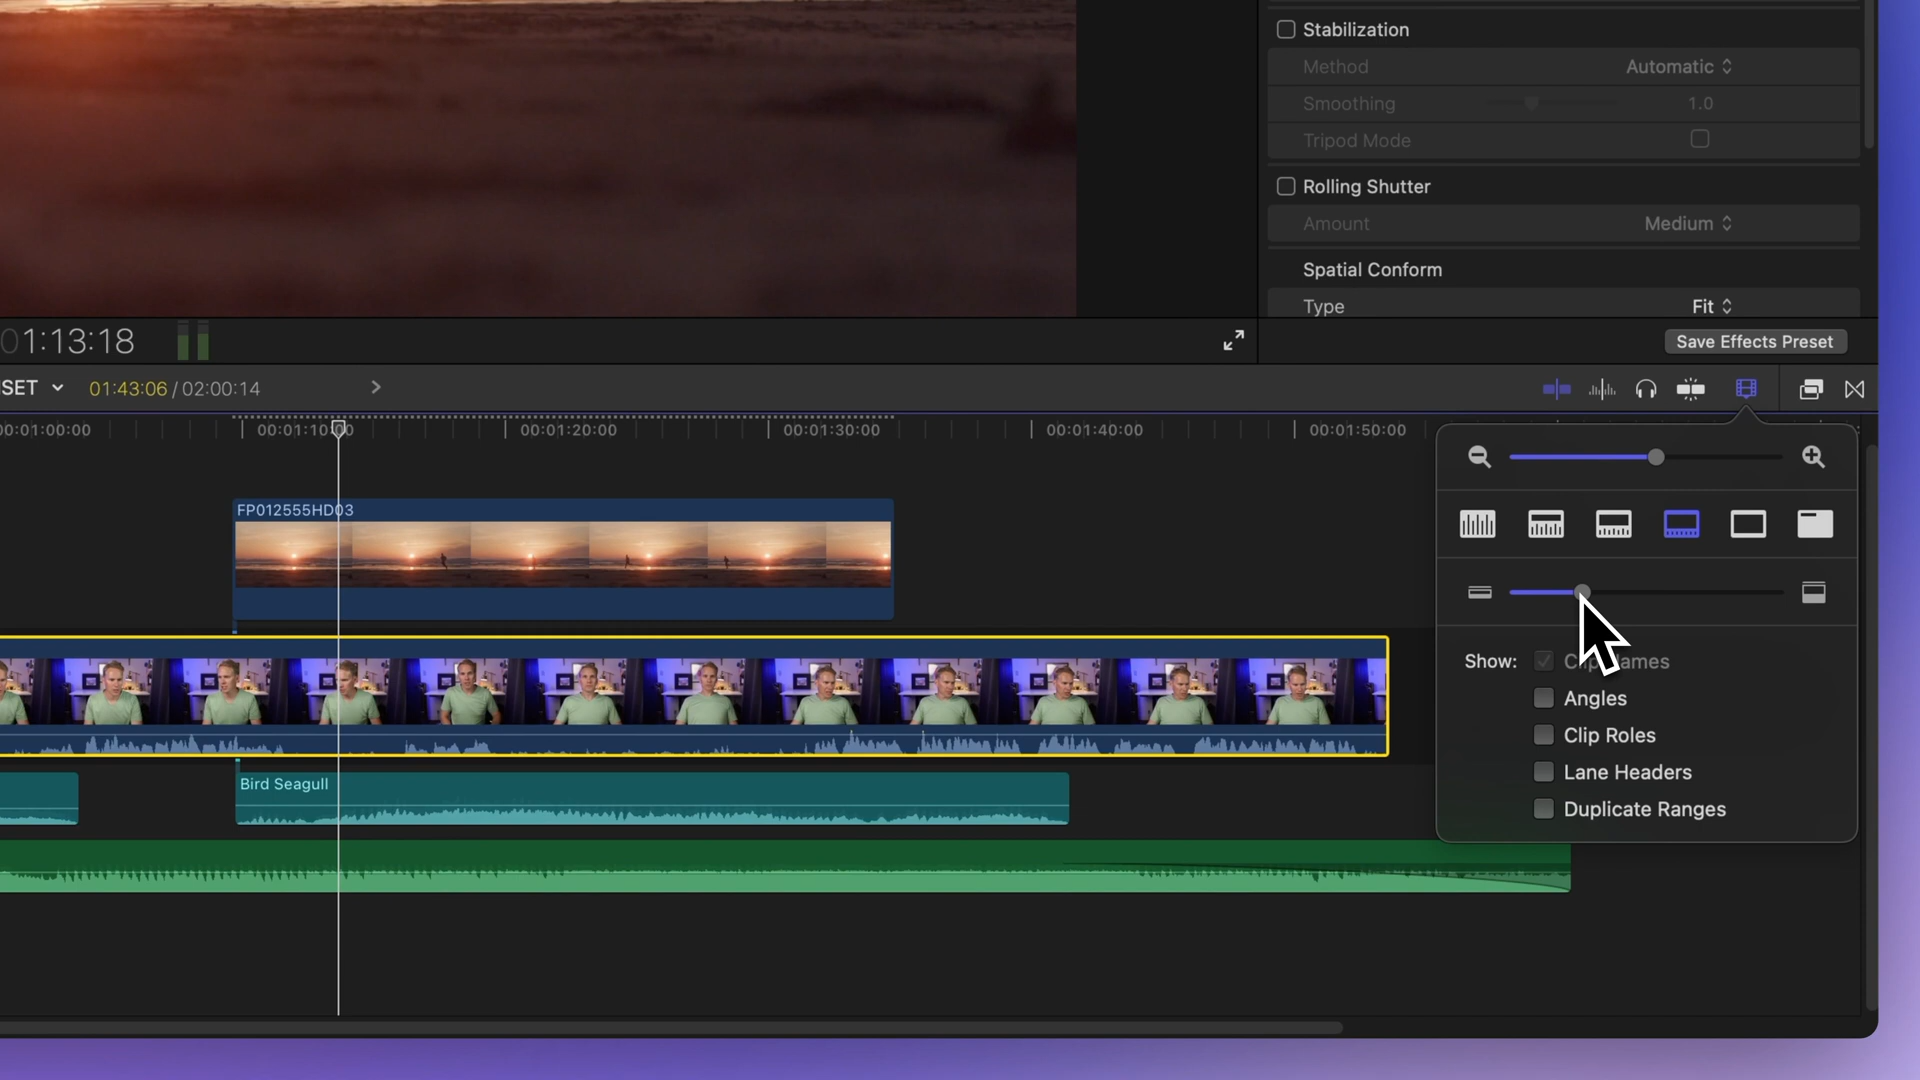 Stabilization
Method Automatic
Smoothing 1.0
Tripod Mode
Rolling Shutter
Amount Medium
Spatial Conform
Type Fit
01:13:18
Save Effects Preset
SET 01:43:06 / 02:00:14
00:01:00:00 00:01:10:00 00:01:20:00 00:01:30:00 00:01:40:00 00:01:50:00
FP012555HD03
Show: Clip Names
Angles
Clip Roles
Lane Headers
Duplicate Ranges
Bird Seagull